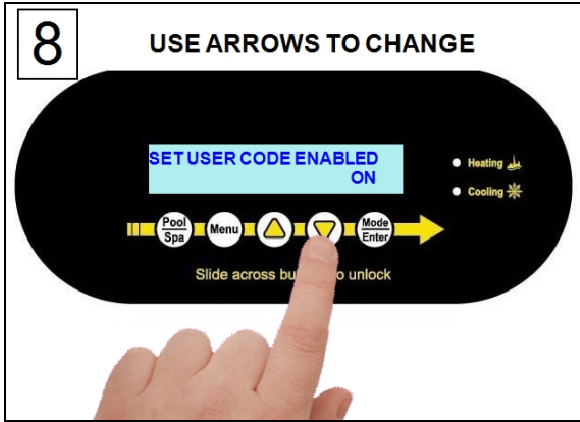 8
USE ARROWS TO CHANGE
SET USER CODE ENABLED
ON
Heating
Cooling
Pool
Spa
Menu
Mode
Enter
Slide across bu o unlock